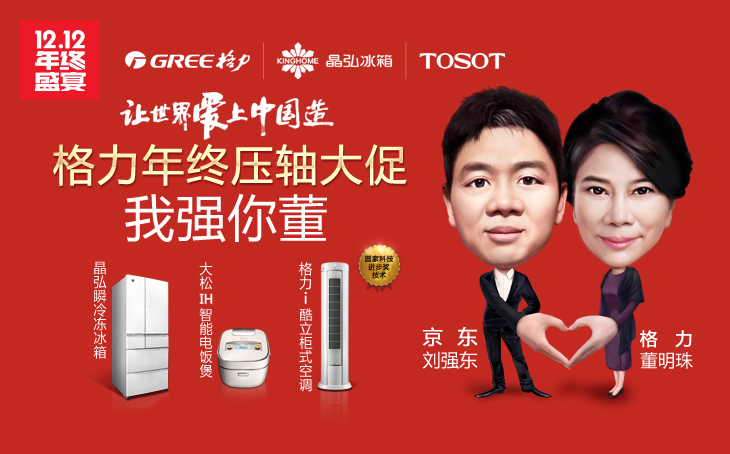 12.12
年终
盛宴
GREE格力
KINGHOME 晶弘冰箱
TOSOT
让世界爱上中国造
格力年终压轴大促
我强你董
晶弘瞬冷冻冰箱
大松IH智能电饭煲
格力i酷立柜式空调
国家科技
进步奖
技术
京东
刘强东
格力
董明珠